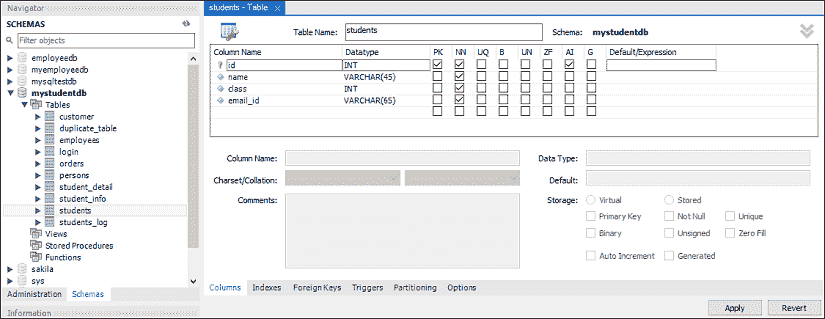 Navigator
SCHEMAS
Filter objects
employeedb
myemployeedb
mysqltestdb
mystudentdb
Tables
customer
duplicate_table
employees
login
orders
persons
student_detail
student_info
students
students_log
Views
Stored Procedures
Functions
sakila
sys
Administration Schemas
Information
students - Table
Table Name: students Schema: mystudentdb
Column Name Datatype PK NN UQ B UN ZF AI G Default/Expression
id INT
name VARCHAR(45)
class INT
email_id VARCHAR(65)
Column Name: Data Type:
Charset/Collation: Default:
Comments: Storage: Virtual Stored
Primary Key Not Null Unique
Binary Unsigned Zero Fill
Auto Increment Generated
Columns Indexes Foreign Keys Triggers Partitioning Options
Apply Revert